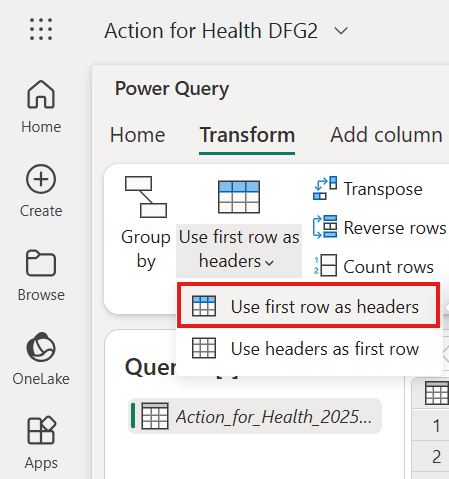 Action for Health DFG2
Power Query
Home
Transform
Add column
Home
Create
Browse
OneLake
Apps
Group
by
Use first row as
headers
Transpose
Reverse rows
Count rows
Use first row as headers
Use headers as first row
Action_for_Health_2025...
1
2